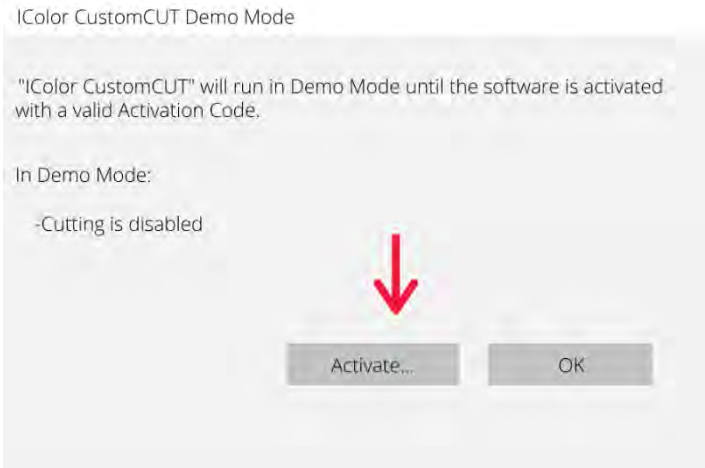 IColor CustomCUT Demo Mode
"IColor CustomCUT" will run in Demo Mode until the software is activated
with a valid Activation Code.
In Demo Mode:
-Cutting is disabled
Activate... OK